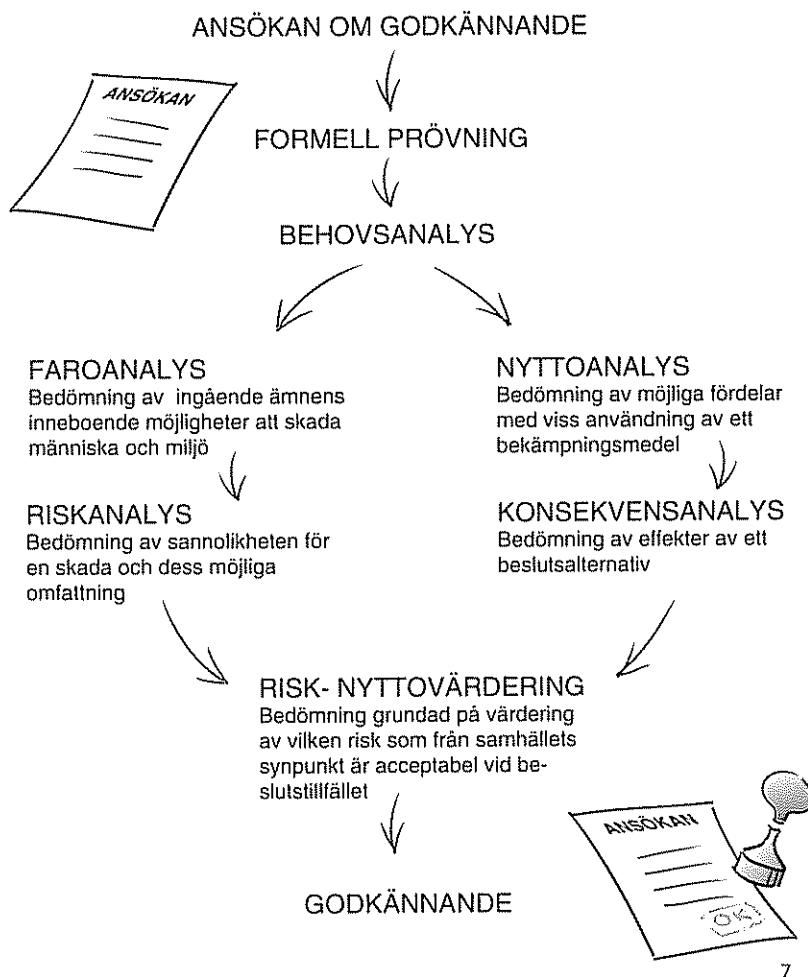 ANSÖKAN OM GODKÄNNANDE
ANSÖKAN
FORMELL PRÖVNING
BEHOVSANALYS
FAROANALYS
Bedömning av ingående ämnens
inneboende möjligheter att skada
människa och miljö
RISKANALYS
Bedömning av sannolikheten för
en skada och dess möjliga
omfattning
NYTTOANALYS
Bedömning av möjliga fördelar
med viss användning av ett
bekämpningsmedel
KONSEKVENSANALYS
Bedömning av effekter av ett
beslutsalternativ
RISK- NYTTOVÄRDERING
Bedömning grundad på värdering
av vilken risk som från samhällets
synpunkt är acceptabel vid be-
slutstillfället
GODKÄNNANDE
ANSÖKAN
OK
7